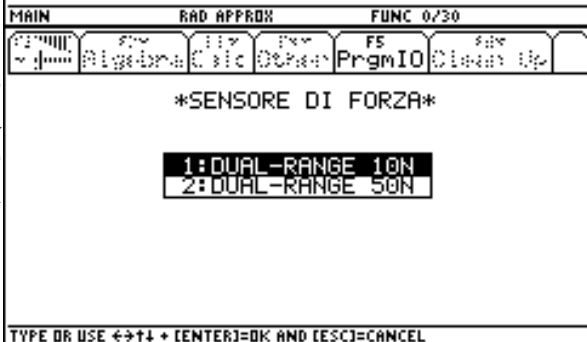 MAIN RAD APPROX FUNC 0/30
Algebra Calc Other F5 PrgmIO Clean Up
*SENSORE DI FORZA*
1:DUAL-RANGE 10N
2:DUAL-RANGE 50N
TYPE OR USE ←→↑↓ + [ENTER]=OK AND [ESC]=CANCEL